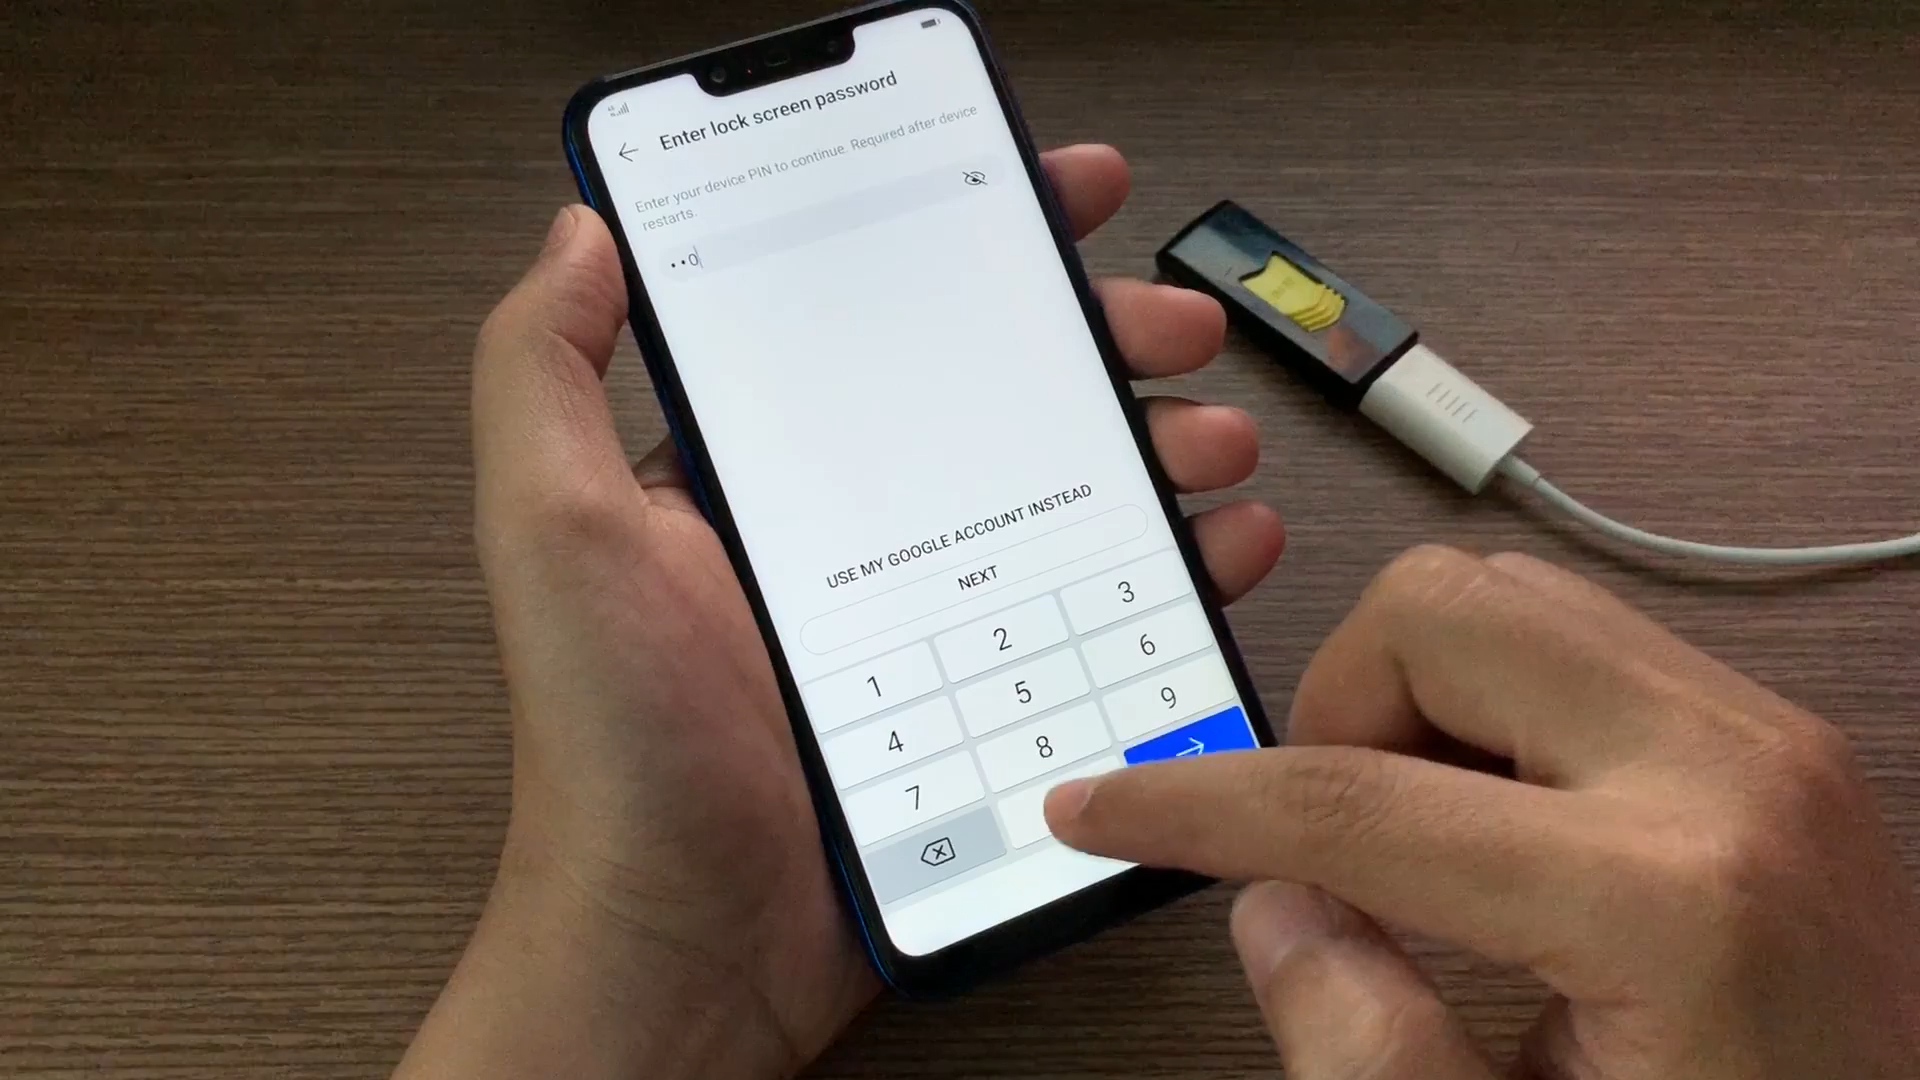 Enter lock screen password
Enter your device PIN to continue. Required after device
restarts.
••0
USE MY GOOGLE ACCOUNT INSTEAD
NEXT
1 2 3
4 5 6
7 8 9